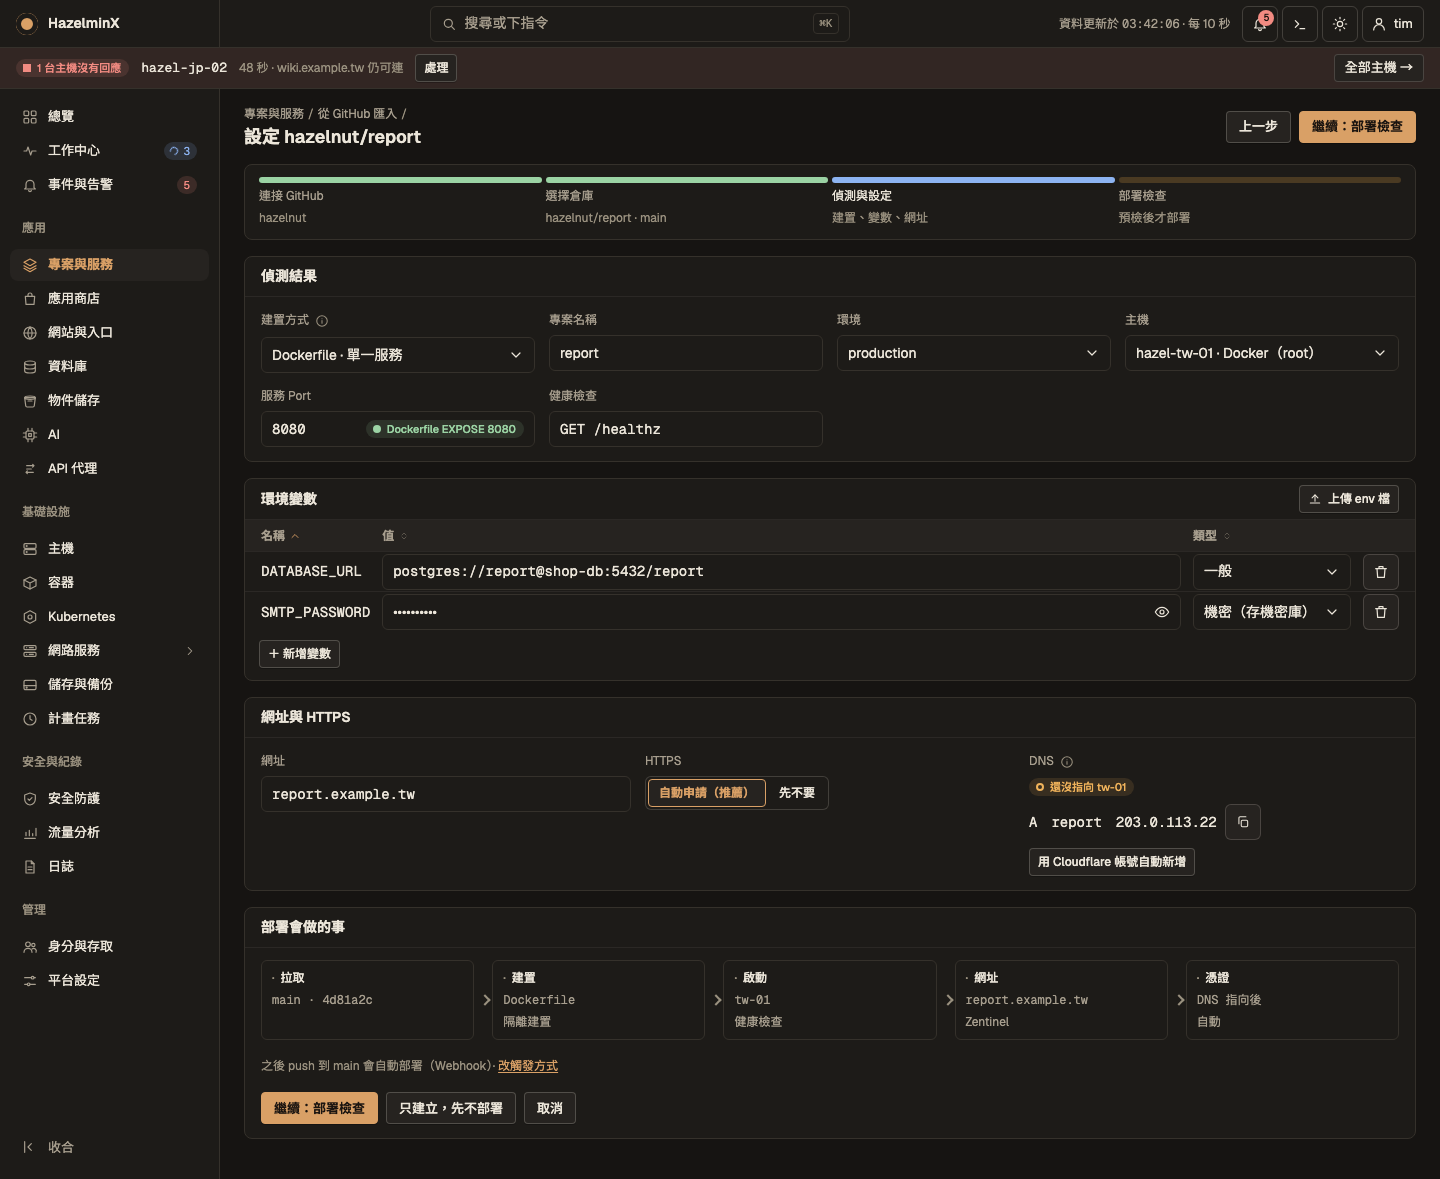 HazelminX
搜尋或下指令 ⌘K
資料更新於 03:42:06 · 每 10 秒
5
tim
1 台主機沒有回應 hazel-jp-02 48 秒 · wiki.example.tw 仍可連 處理
全部主機 →
總覽
工作中心 3
事件與告警 5
應用
專案與服務
應用商店
網站與入口
資料庫
物件儲存
AI
API 代理
基礎設施
主機
容器
Kubernetes
網路服務
儲存與備份
計畫任務
安全與紀錄
安全防護
流量分析
日誌
管理
身分與存取
平台設定
收合
專案與服務 / 從 GitHub 匯入 /
設定 hazelnut/report
上一步 繼續：部署檢查
連接 GitHub
hazelnut
選擇倉庫
hazelnut/report · main
偵測與設定
建置、變數、網址
部署檢查
預檢後才部署
偵測結果
建置方式 專案名稱 環境 主機
Dockerfile · 單一服務 report production hazel-tw-01 · Docker（root）
服務 Port 健康檢查
8080 Dockerfile EXPOSE 8080 GET /healthz
環境變數 上傳 env 檔
名稱 值 類型
DATABASE_URL postgres://report@shop-db:5432/report 一般
SMTP_PASSWORD •••••••••• 機密（存機密庫）
+ 新增變數
網址與 HTTPS
網址 HTTPS DNS
report.example.tw 自動申請（推薦） 先不要
還沒指向 tw-01
A report 203.0.113.22
用 Cloudflare 帳號自動新增
部署會做的事
· 拉取
main · 4d81a2c
· 建置
Dockerfile
隔離建置
· 啟動
tw-01
健康檢查
· 網址
report.example.tw
Zentinel
· 憑證
DNS 指向後
自動
之後 push 到 main 會自動部署（Webhook）· 改觸發方式
繼續：部署檢查 只建立，先不部署 取消